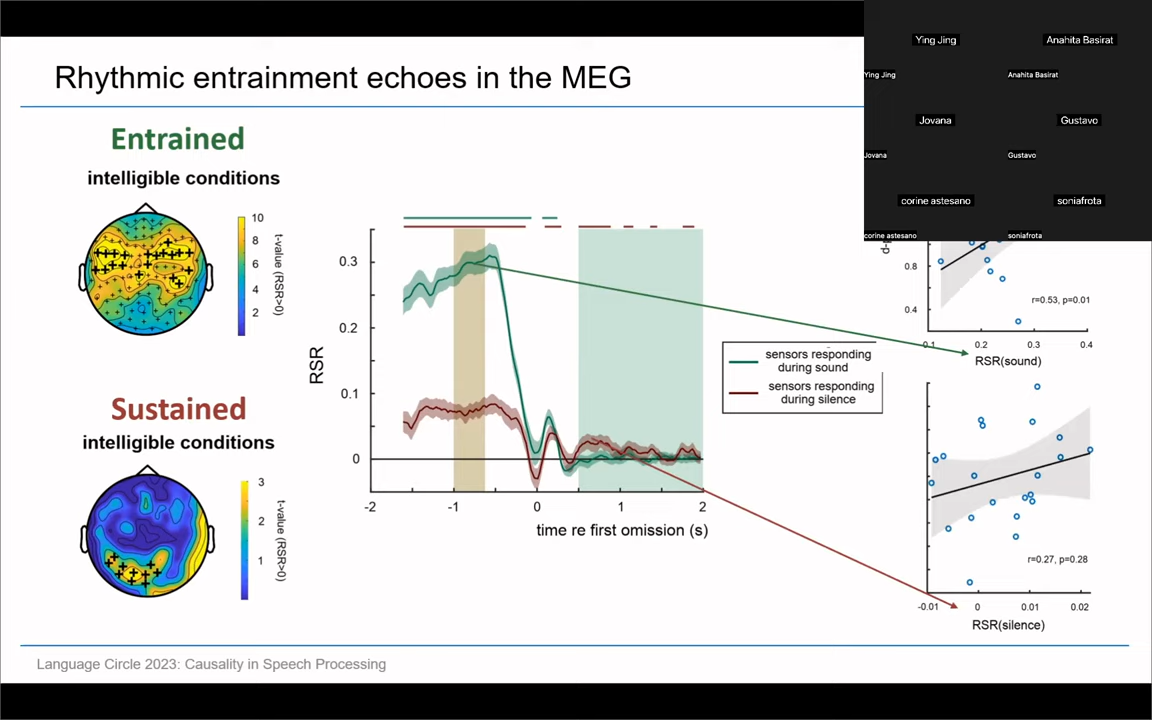 Rhythmic entrainment echoes in the MEG
Entrained
intelligible conditions
10
8
6
4
2
t-value (RSR>0)
Sustained
intelligible conditions
3
2
1
t-value (RSR>0)
RSR
0.3
0.2
0.1
0
-2
-1
0
1
2
time re first omission (s)
sensors responding
during sound
sensors responding
during silence
0.8
0.4
r=0.53, p=0.01
0.1
0.2
0.3
0.4
RSR(sound)
r=0.27, p=0.28
-0.01
0
0.01
0.02
RSR(silence)
Language Circle 2023: Causality in Speech Processing
Ying Jing
Anahita Basirat
Ying Jing
Anahita Basirat
Jovana
Gustavo
Jovana
Gustavo
corine astesano
soniafrota
corine astesano
soniafrota